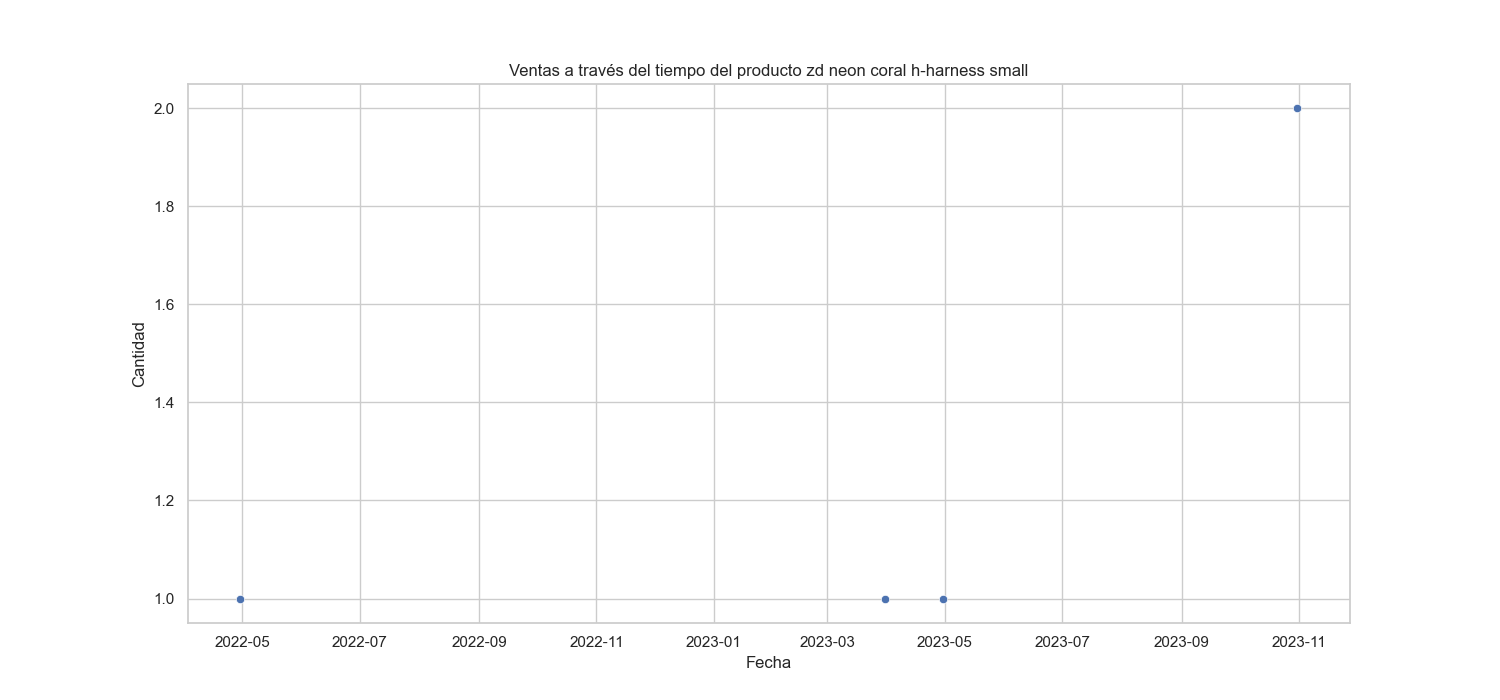 Ventas a través del tiempo del producto zd neon coral h-harness small
2.0
1.8
1.6
1.4
1.2
1.0
Cantidad
2022-05 2022-07 2022-09 2022-11 2023-01 2023-03 2023-05 2023-07 2023-09 2023-11
Fecha